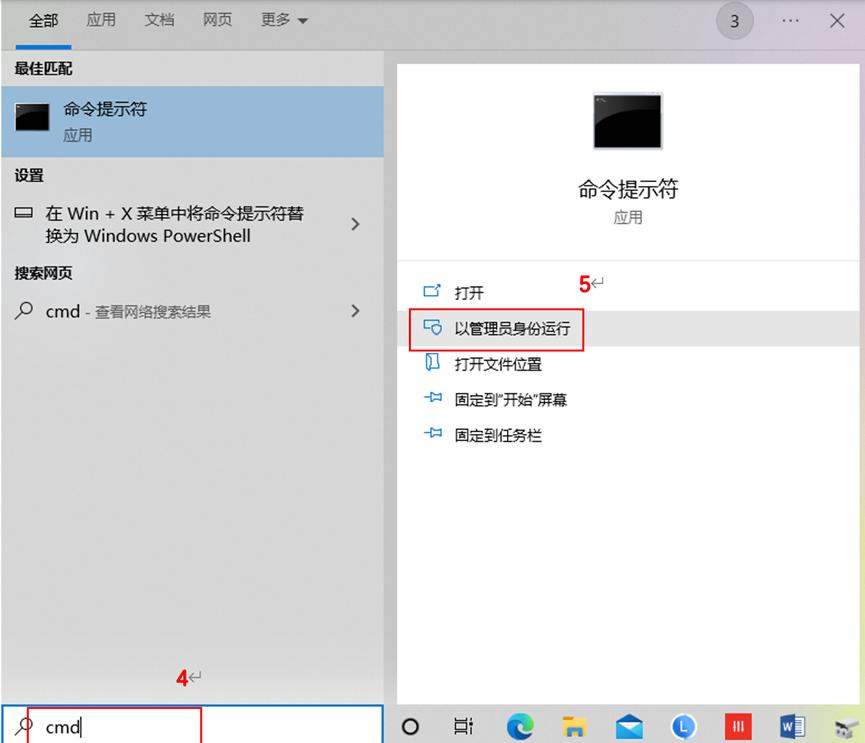 全部 应用 文档 网页 更多 3 ···
最佳匹配
命令提示符
应用
设置
在 Win + X 菜单中将命令提示符替
换为 Windows PowerShell
搜索网页
cmd - 查看网络搜索结果
命令提示符
应用
打开
5↵
以管理员身份运行
打开文件位置
固定到"开始"屏幕
固定到任务栏
4↵
cmd
L
W